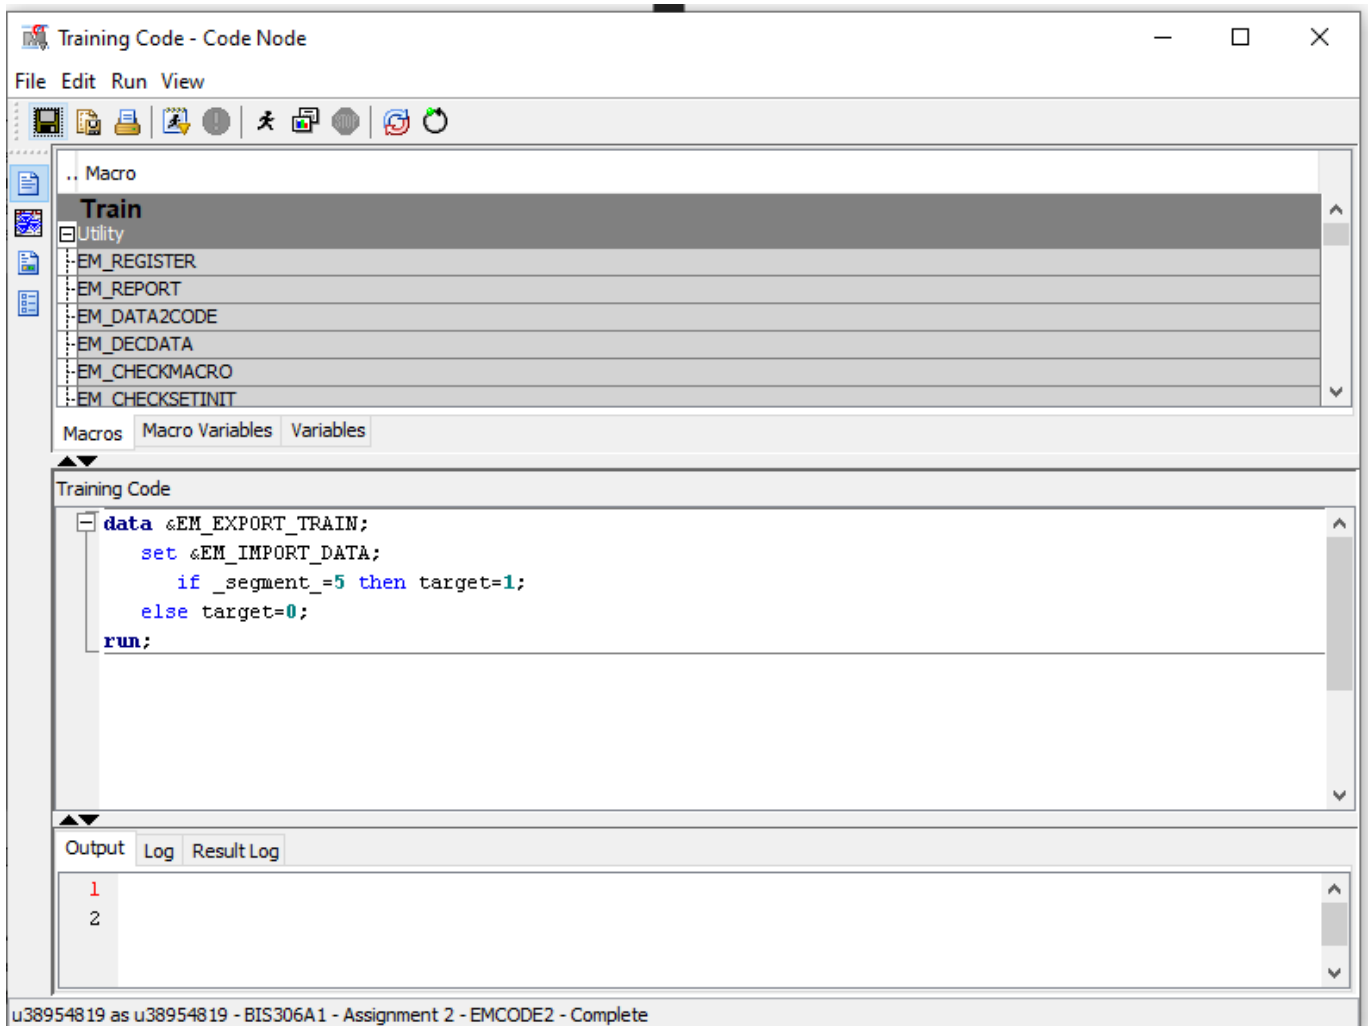 Training Code - Code Node
File Edit Run View
STOP
.. Macro
Train
Utility
EM_REGISTER
EM_REPORT
EM_DATA2CODE
EM_DECDATA
EM_CHECKMACRO
EM_CHECKSETINIT
Macros Macro Variables Variables
Training Code
data &EM_EXPORT_TRAIN;
set &EM_IMPORT_DATA;
if _segment_=5 then target=1;
else target=0;
run;
Output Log Result Log
1
2
u38954819 as u38954819 - BIS306A1 - Assignment 2 - EMCODE2 - Complete